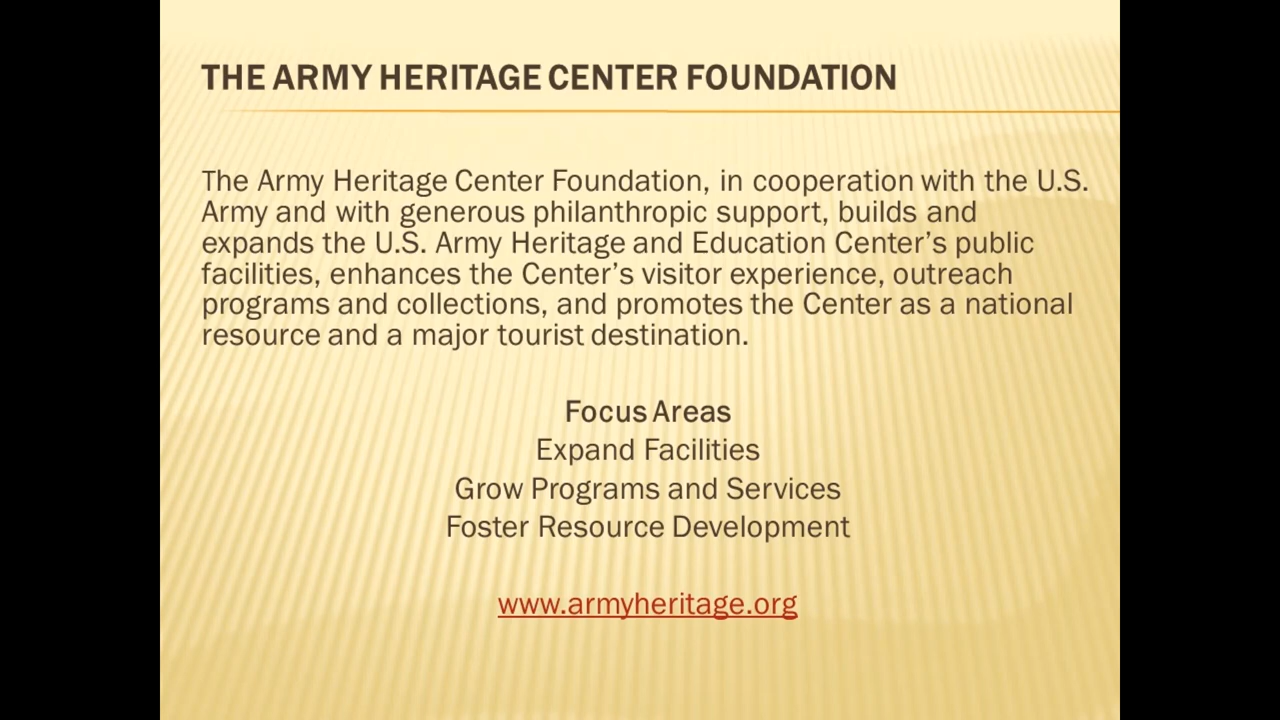 THE ARMY HERITAGE CENTER FOUNDATION
The Army Heritage Center Foundation, in cooperation with the U.S.
Army and with generous philanthropic support, builds and
expands the U.S. Army Heritage and Education Center’s public
facilities, enhances the Center’s visitor experience, outreach
programs and collections, and promotes the Center as a national
resource and a major tourist destination.
Focus Areas
Expand Facilities
Grow Programs and Services
Foster Resource Development
www.armyheritage.org